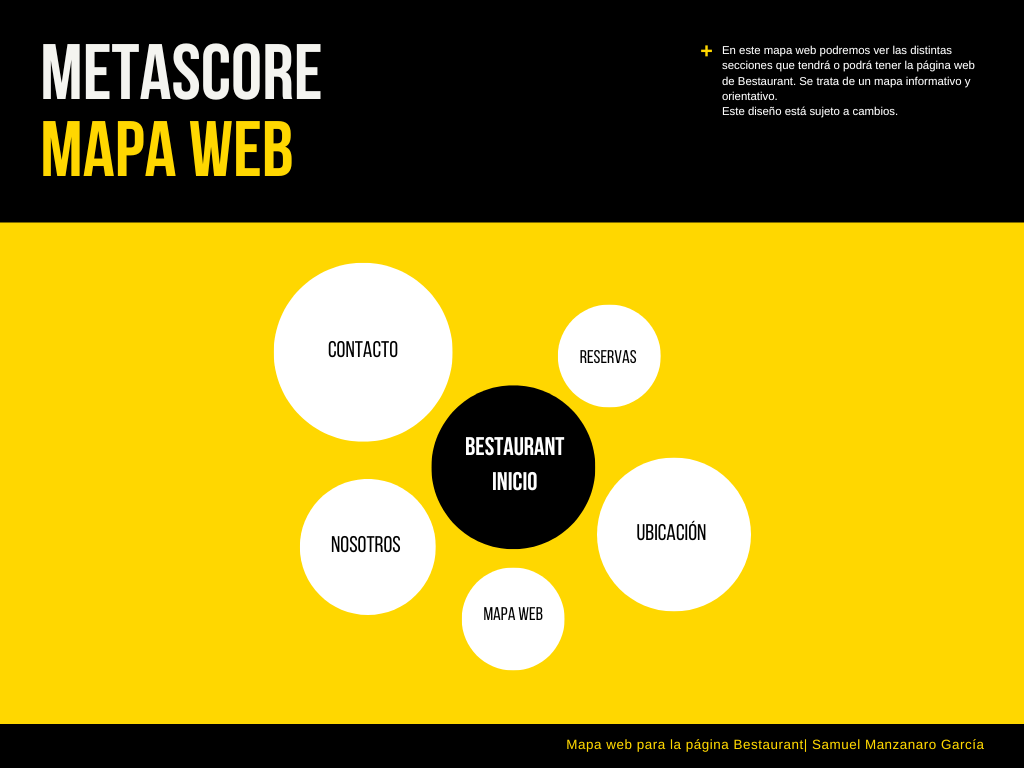 METASCORE
MAPA WEB
+ En este mapa web podremos ver las distintas
secciones que tendrá o podrá tener la página web
de Bestaurant. Se trata de un mapa informativo y
orientativo.
Este diseño está sujeto a cambios.
CONTACTO
RESERVAS
BESTAURANT
INICIO
UBICACIÓN
NOSOTROS
MAPA WEB
Mapa web para la página Bestaurant| Samuel Manzanaro García